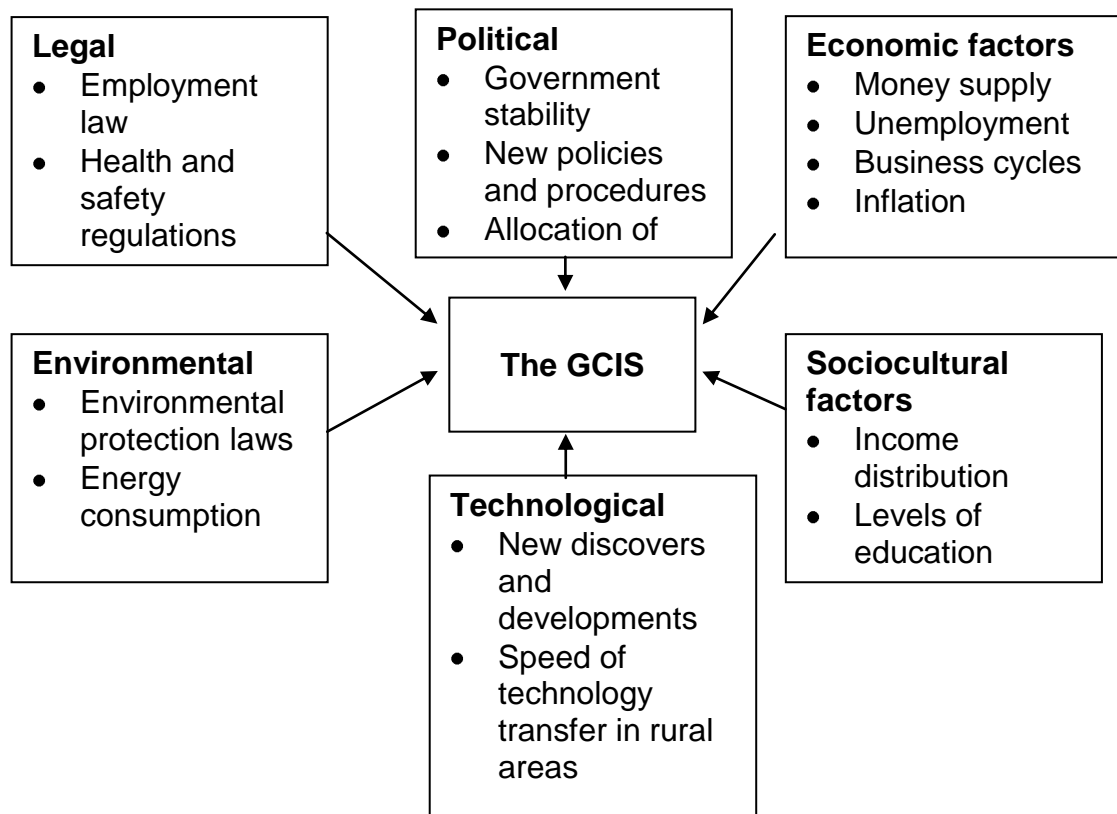 Legal
• Employment
law
• Health and
safety
regulations
Political
• Government
stability
• New policies
and procedures
• Allocation of
Economic factors
• Money supply
• Unemployment
• Business cycles
• Inflation
The GCIS
Environmental
• Environmental
protection laws
• Energy
consumption
Sociocultural
factors
• Income
distribution
• Levels of
education
Technological
• New discovers
and
developments
• Speed of
technology
transfer in rural
areas